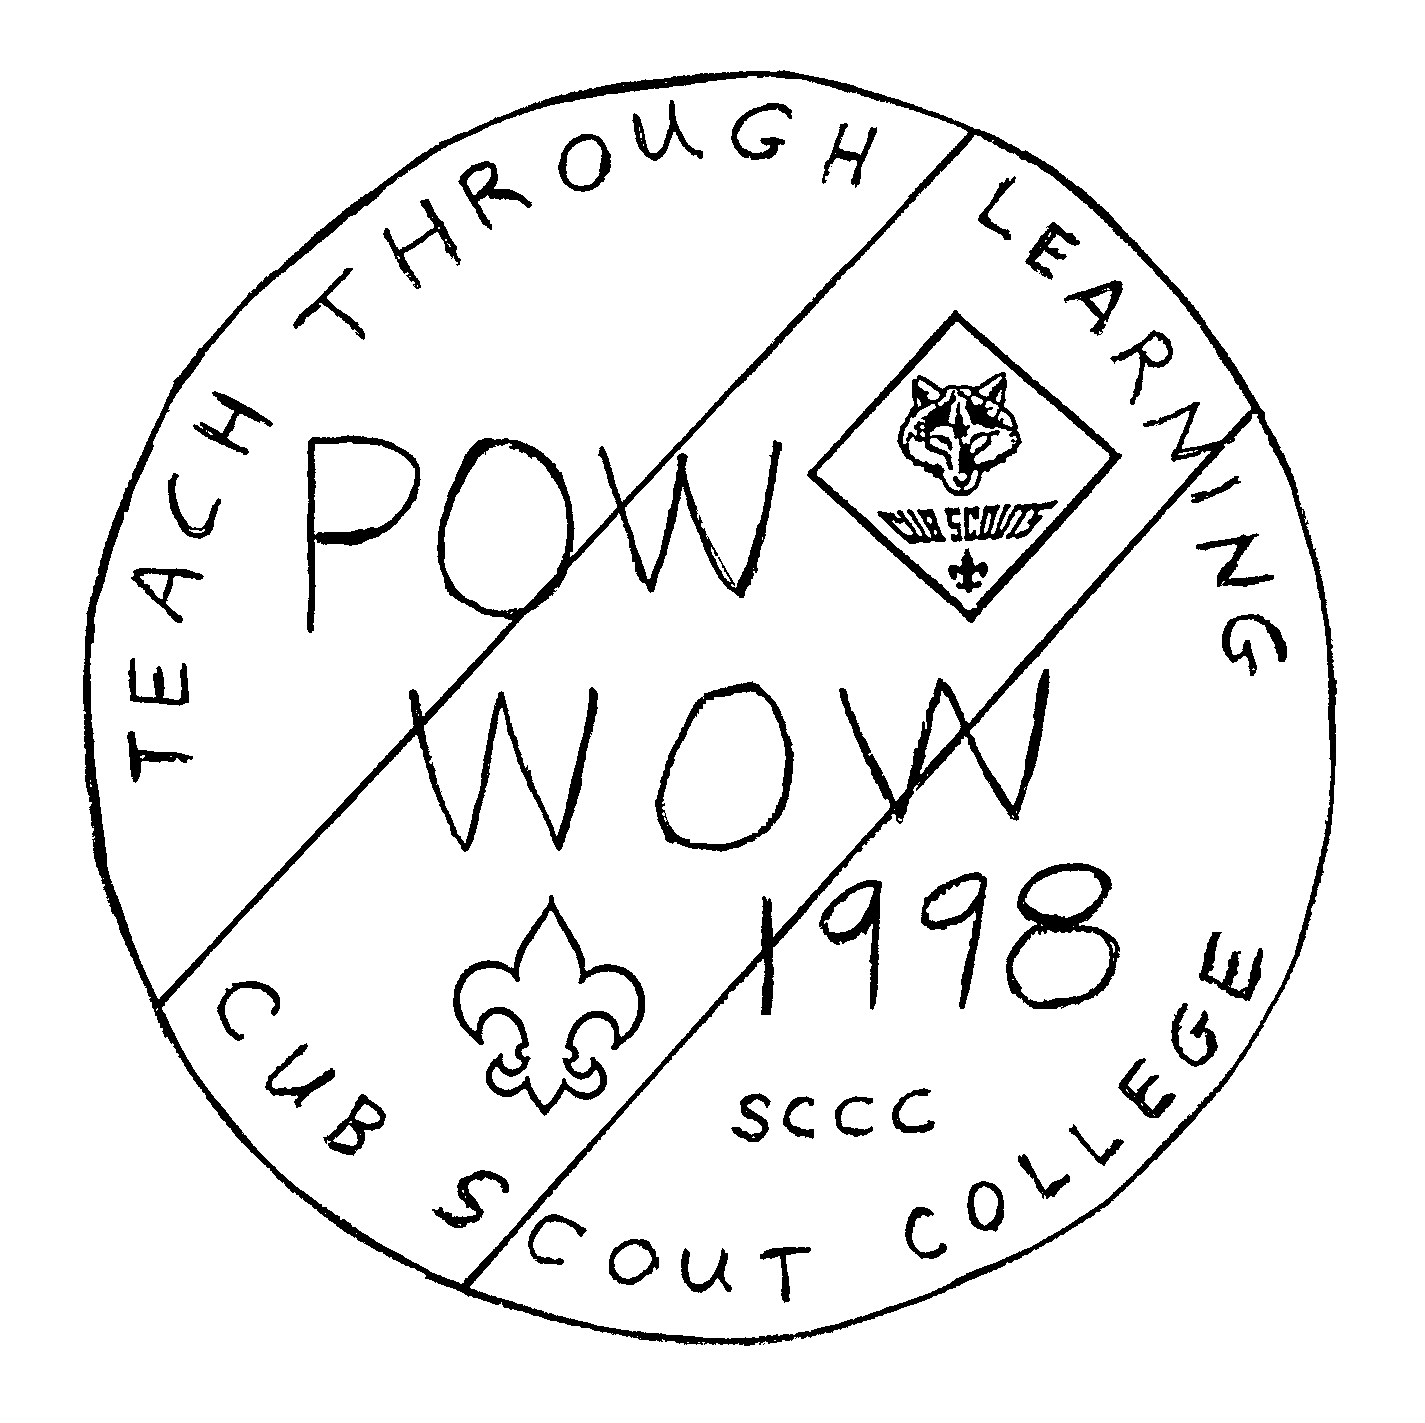 TEACH THROUGH LEARNING
POW
CUB SCOUTS
WOW
1998
SCCC
CUB SCOUT COLLEGE